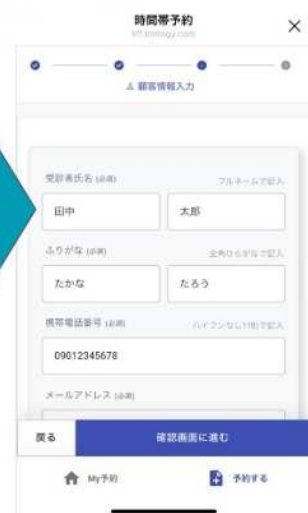 時間帯予約
顧客情報入力
受診者氏名 (必須) フルネームで記入
田中 太郎
ふりがな (必須) 全角ひらがなで記入
たかな たろう
携帯電話番号 (必須) ハイフンなし11桁で記入
09012345678
メールアドレス (必須)
戻る 確認画面に進む
My予約 予約する